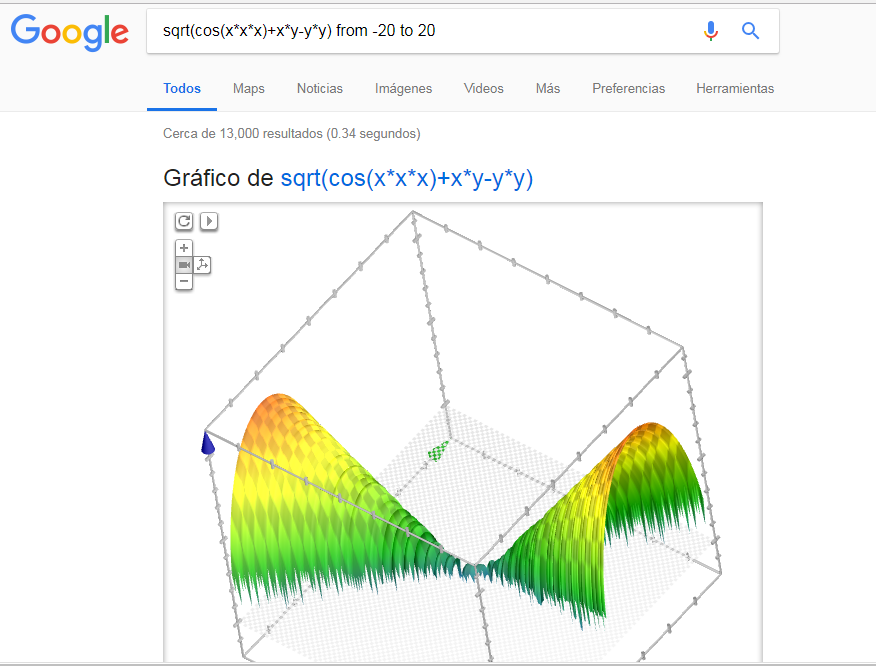 Google
sqrt(cos(x*x*x)+x*y-y*y) from -20 to 20
Todos Maps Noticias Imágenes Videos Más Preferencias Herramientas
Cerca de 13,000 resultados (0.34 segundos)
Gráfico de sqrt(cos(x*x*x)+x*y-y*y)